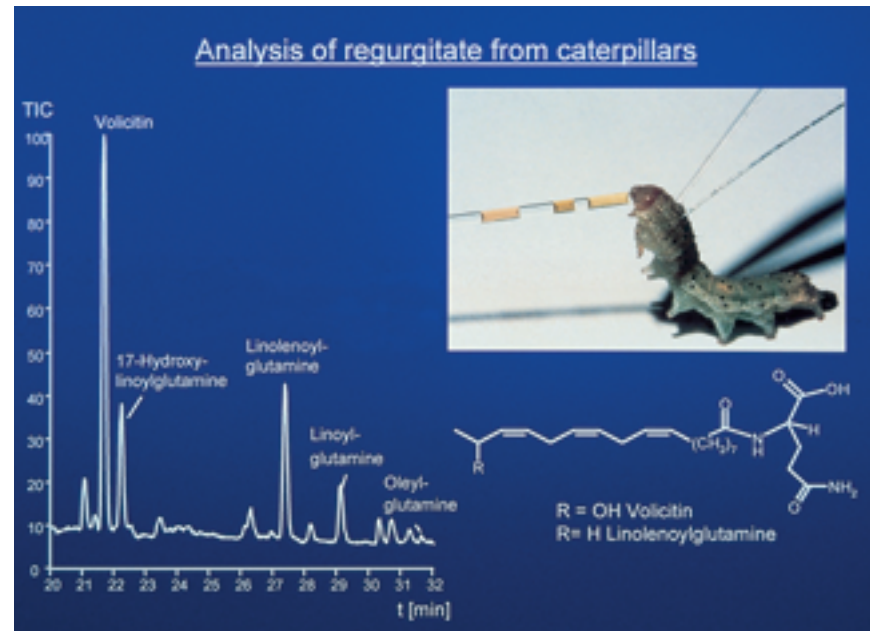 Analysis of regurgitate from caterpillars
TIC
Volicitin
100
90
80
70
60
50
40
30
20
10
0
17-Hydroxy-
linoylglutamine
Linolenoyl-
glutamine
Linoyl-
glutamine
Oleyl-
glutamine
20 21 22 23 24 25 26 27 28 29 30 31 32
t [min]
O
OH
O
H
N
H
(CH2)7
R
NH2
O
R = OH Volicitin
R= H Linolenoylglutamine